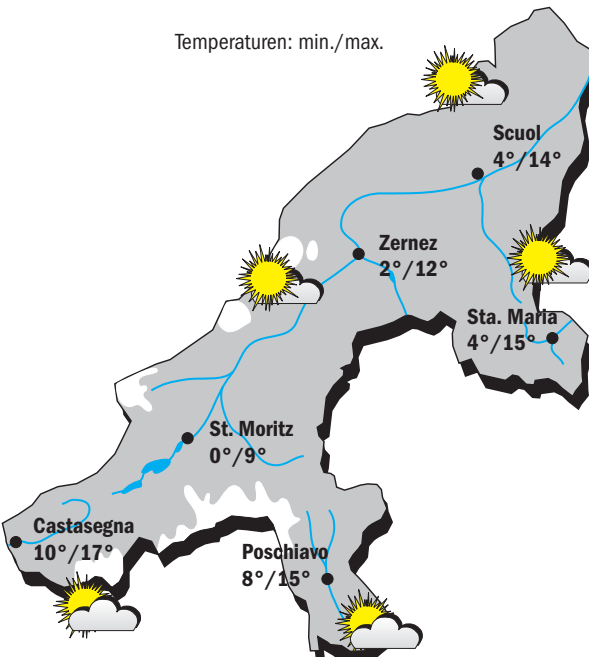 Temperaturen: min./max.
Scuol
4°/14°
Zernez
2°/12°
Sta. Maria
4°/15°
St. Moritz
0°/9°
Castasegna
10°/17°
Poschiavo
8°/15°